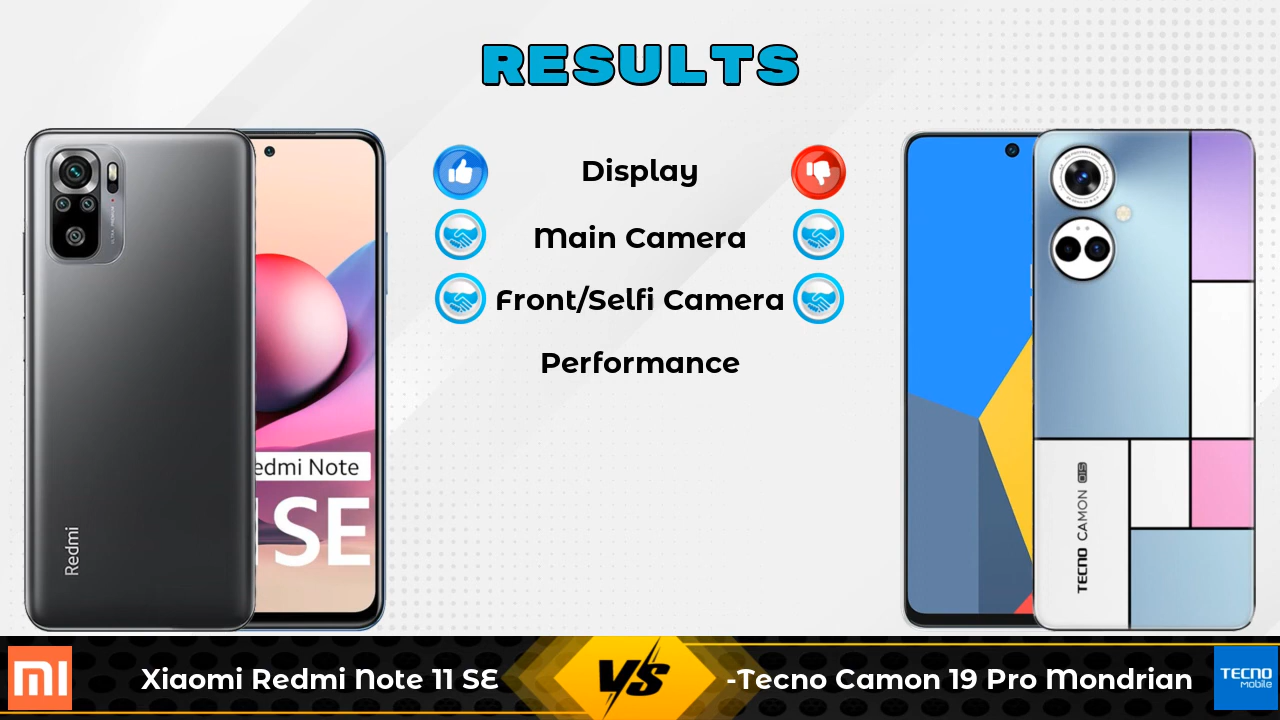 RESULTS
Display
Main Camera
Front/Selfi Camera
Performance
Redmi
edmi Note
SE
TECNO CAMON OIS
Xiaomi Redmi Note 11 SE
VS
-Tecno Camon 19 Pro Mondrian
TECNO
mobile